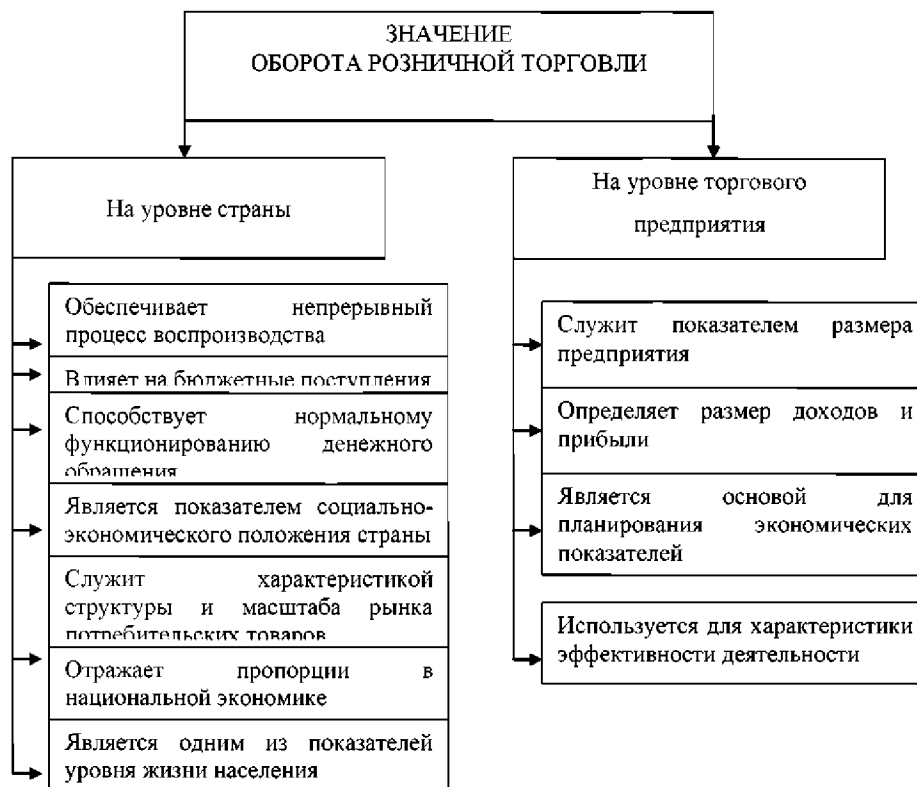 ЗНАЧЕНИЕ
ОБОРОТА РОЗНИЧНОЙ ТОРГОВЛИ
На уровне страны
Обеспечивает непрерывный
процесс воспроизводства
Влияет на бюджетные поступления
Способствует нормальному
функционированию денежного
обращения
Является показателем социально-
экономического положения страны
Служит характеристикой
структуры и масштаба рынка
потребительских товаров
Отражает пропорции в
национальной экономике
Является одним из показателей
уровня жизни населения
На уровне торгового
предприятия
Служит показателем размера
предприятия
Определяет размер доходов и
прибыли
Является основой для
планирования экономических
показателей
Используется для характеристики
эффективности деятельности